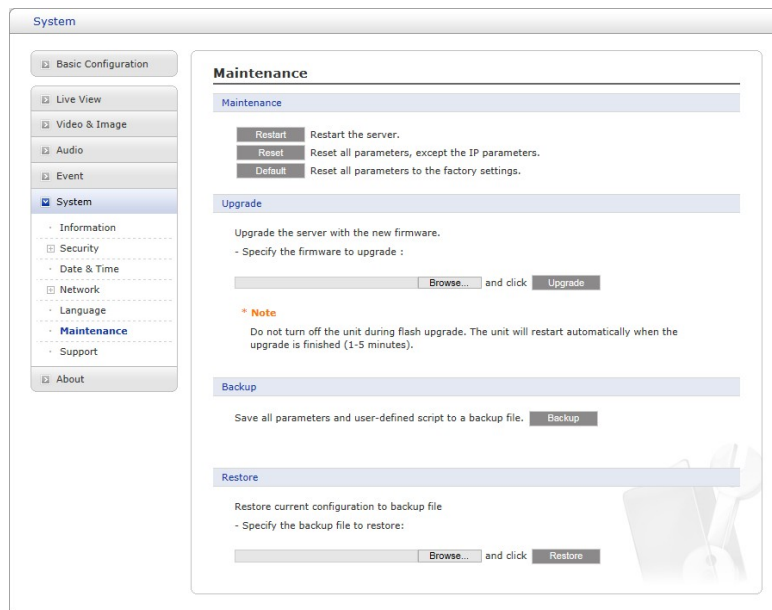 System
Basic Configuration
Live View
Video & Image
Audio
Event
System
· Information
Security
· Date & Time
Network
· Language
· Maintenance
· Support
About
Maintenance
Maintenance
Restart Restart the server.
Reset Reset all parameters, except the IP parameters.
Default Reset all parameters to the factory settings.
Upgrade
Upgrade the server with the new firmware.
- Specify the firmware to upgrade :
Browse... and click Upgrade
* Note
Do not turn off the unit during flash upgrade. The unit will restart automatically when the
upgrade is finished (1-5 minutes).
Backup
Save all parameters and user-defined script to a backup file. Backup
Restore
Restore current configuration to backup file
- Specify the backup file to restore:
Browse... and click Restore